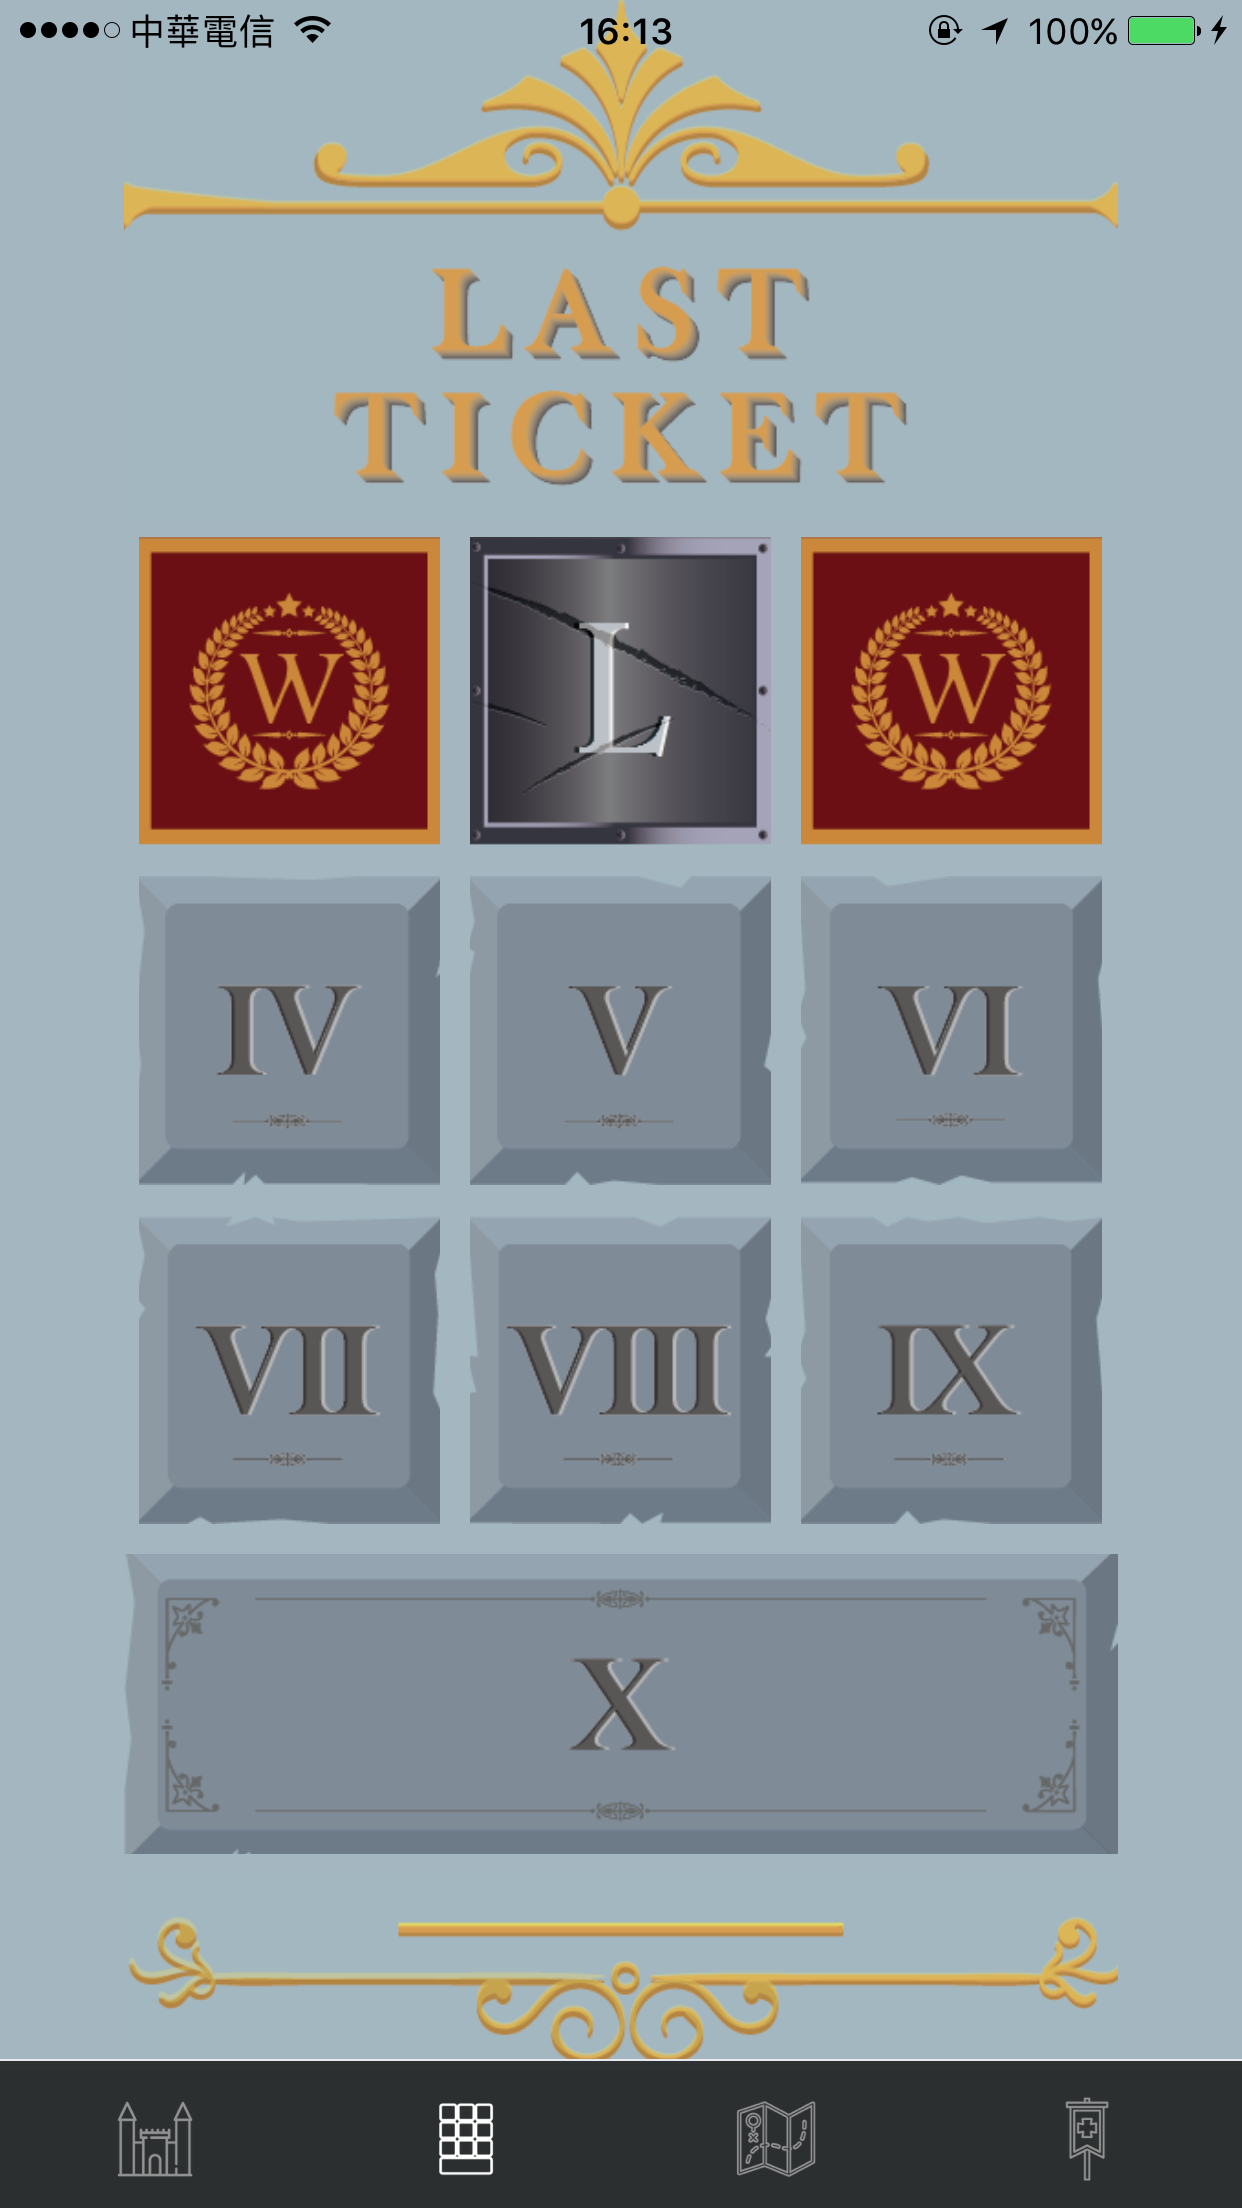 中華電信 16:13 100%
LAST
TICKET
W L W
IV V VI
VII VIII IX
X